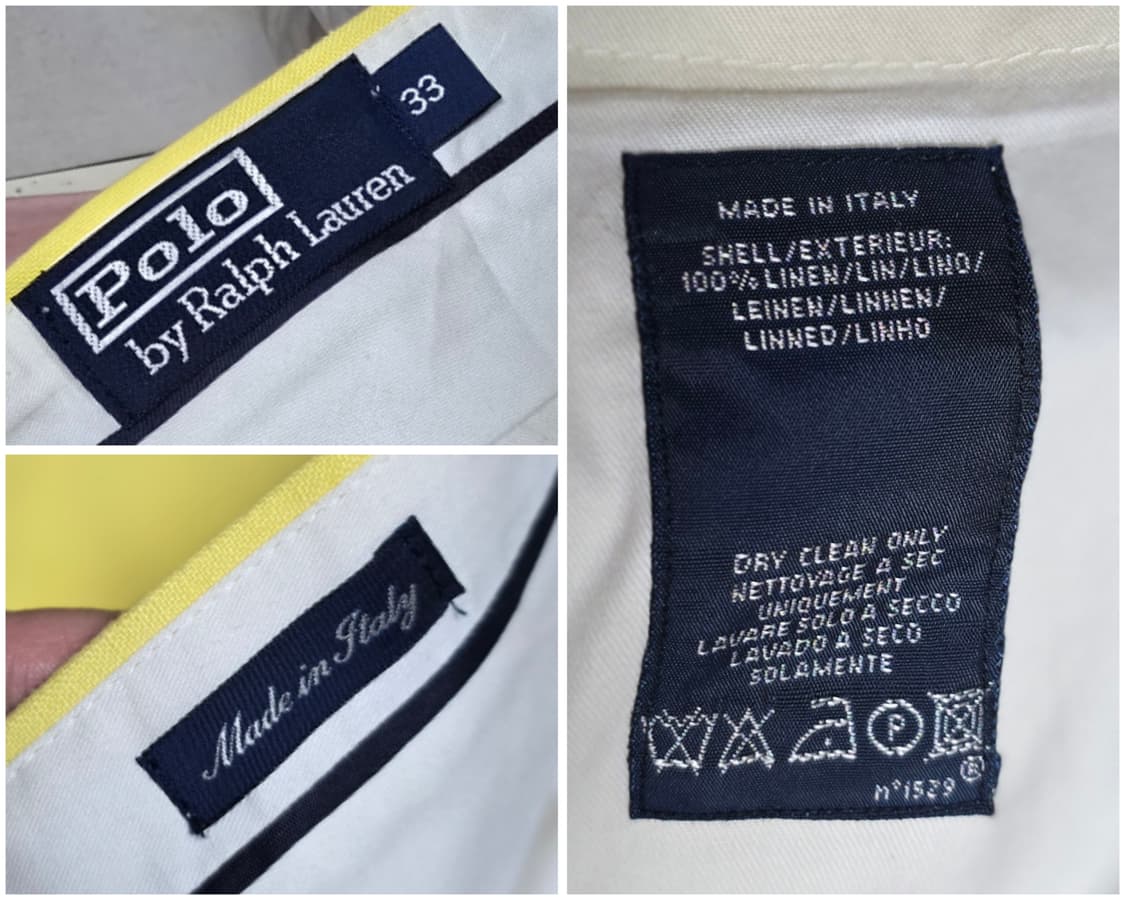 Polo
by Ralph Lauren
33
Made in Italy
MADE IN ITALY
SHELL/EXTERIEUR:
100% LINEN/LIN/LINO/
LEINEN/LINNEN/
LINNED/LINHO
DRY CLEAN ONLY
NETTOYAGE A SEC
UNIQUEMENT
LAVARE SOLO A SECCO
LAVADO A SECO
SOLAMENTE
P
®
n°1529